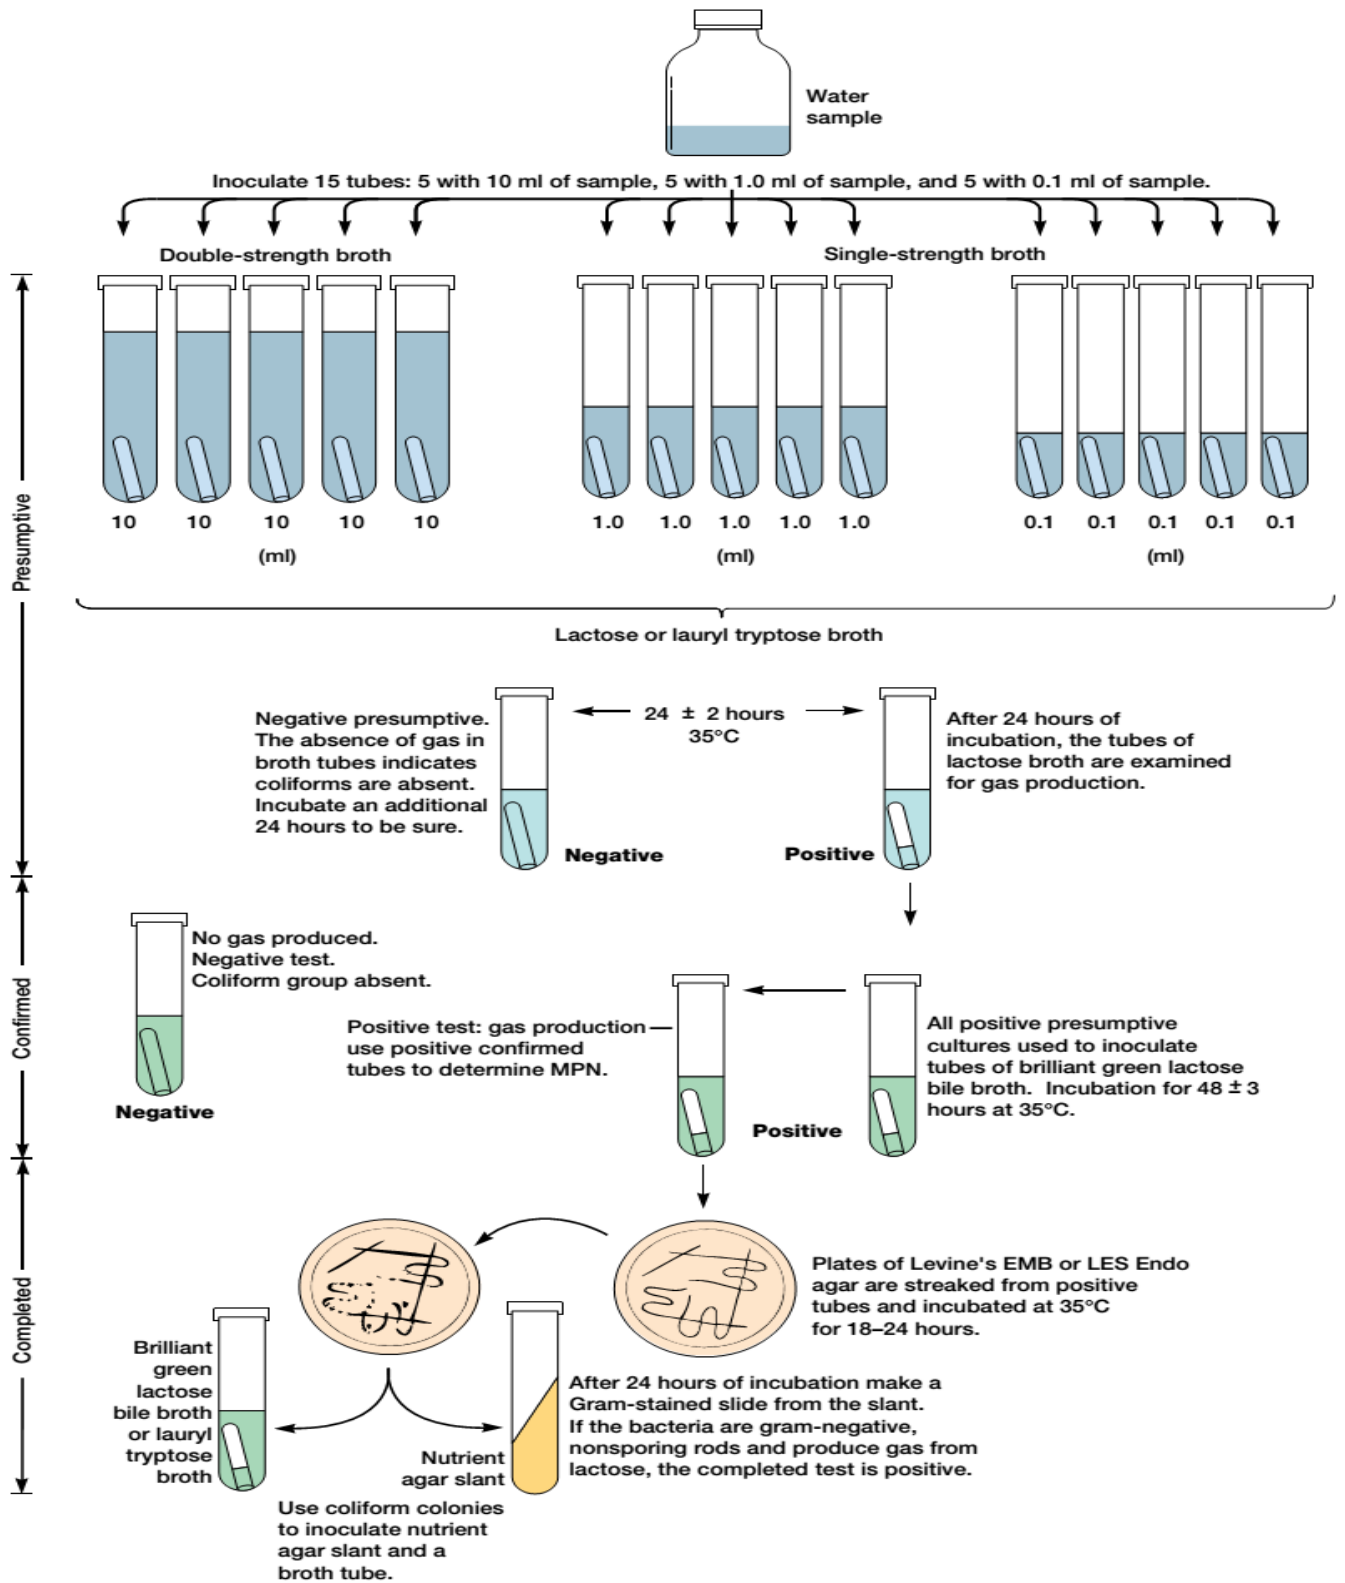 Water
sample
Inoculate 15 tubes: 5 with 10 ml of sample, 5 with 1.0 ml of sample, and 5 with 0.1 ml of sample.
Double-strength broth
Single-strength broth
10 10 10 10 10
1.0 1.0 1.0 1.0 1.0
0.1 0.1 0.1 0.1 0.1
(ml)
(ml)
(ml)
Presumptive
Lactose or lauryl tryptose broth
Negative presumptive.
The absence of gas in
broth tubes indicates
coliforms are absent.
Incubate an additional
24 hours to be sure.
Negative
24 ± 2 hours
35°C
Positive
After 24 hours of
incubation, the tubes of
lactose broth are examined
for gas production.
Confirmed
No gas produced.
Negative test.
Coliform group absent.
Negative
Positive test: gas production
use positive confirmed
tubes to determine MPN.
Positive
All positive presumptive
cultures used to inoculate
tubes of brilliant green lactose
bile broth. Incubation for 48 ± 3
hours at 35°C.
Completed
Plates of Levine's EMB or LES Endo
agar are streaked from positive
tubes and incubated at 35°C
for 18–24 hours.
Brilliant
green
lactose
bile broth
or lauryl
tryptose
broth
Nutrient
agar slant
After 24 hours of incubation make a
Gram-stained slide from the slant.
If the bacteria are gram-negative,
nonsporing rods and produce gas from
lactose, the completed test is positive.
Use coliform colonies
to inoculate nutrient
agar slant and a
broth tube.